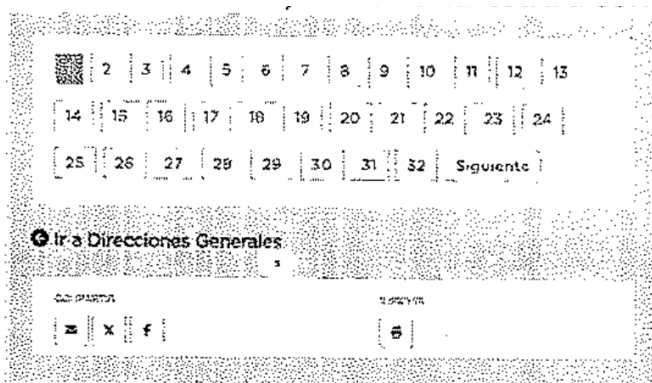 2 3 4 5 6 7 8 9 10 11 12 13
14 15 16 17 18 19 20 21 22 23 24
25 26 27 28 29 30 31 32 Siguiente
Ir a Direcciones Generales